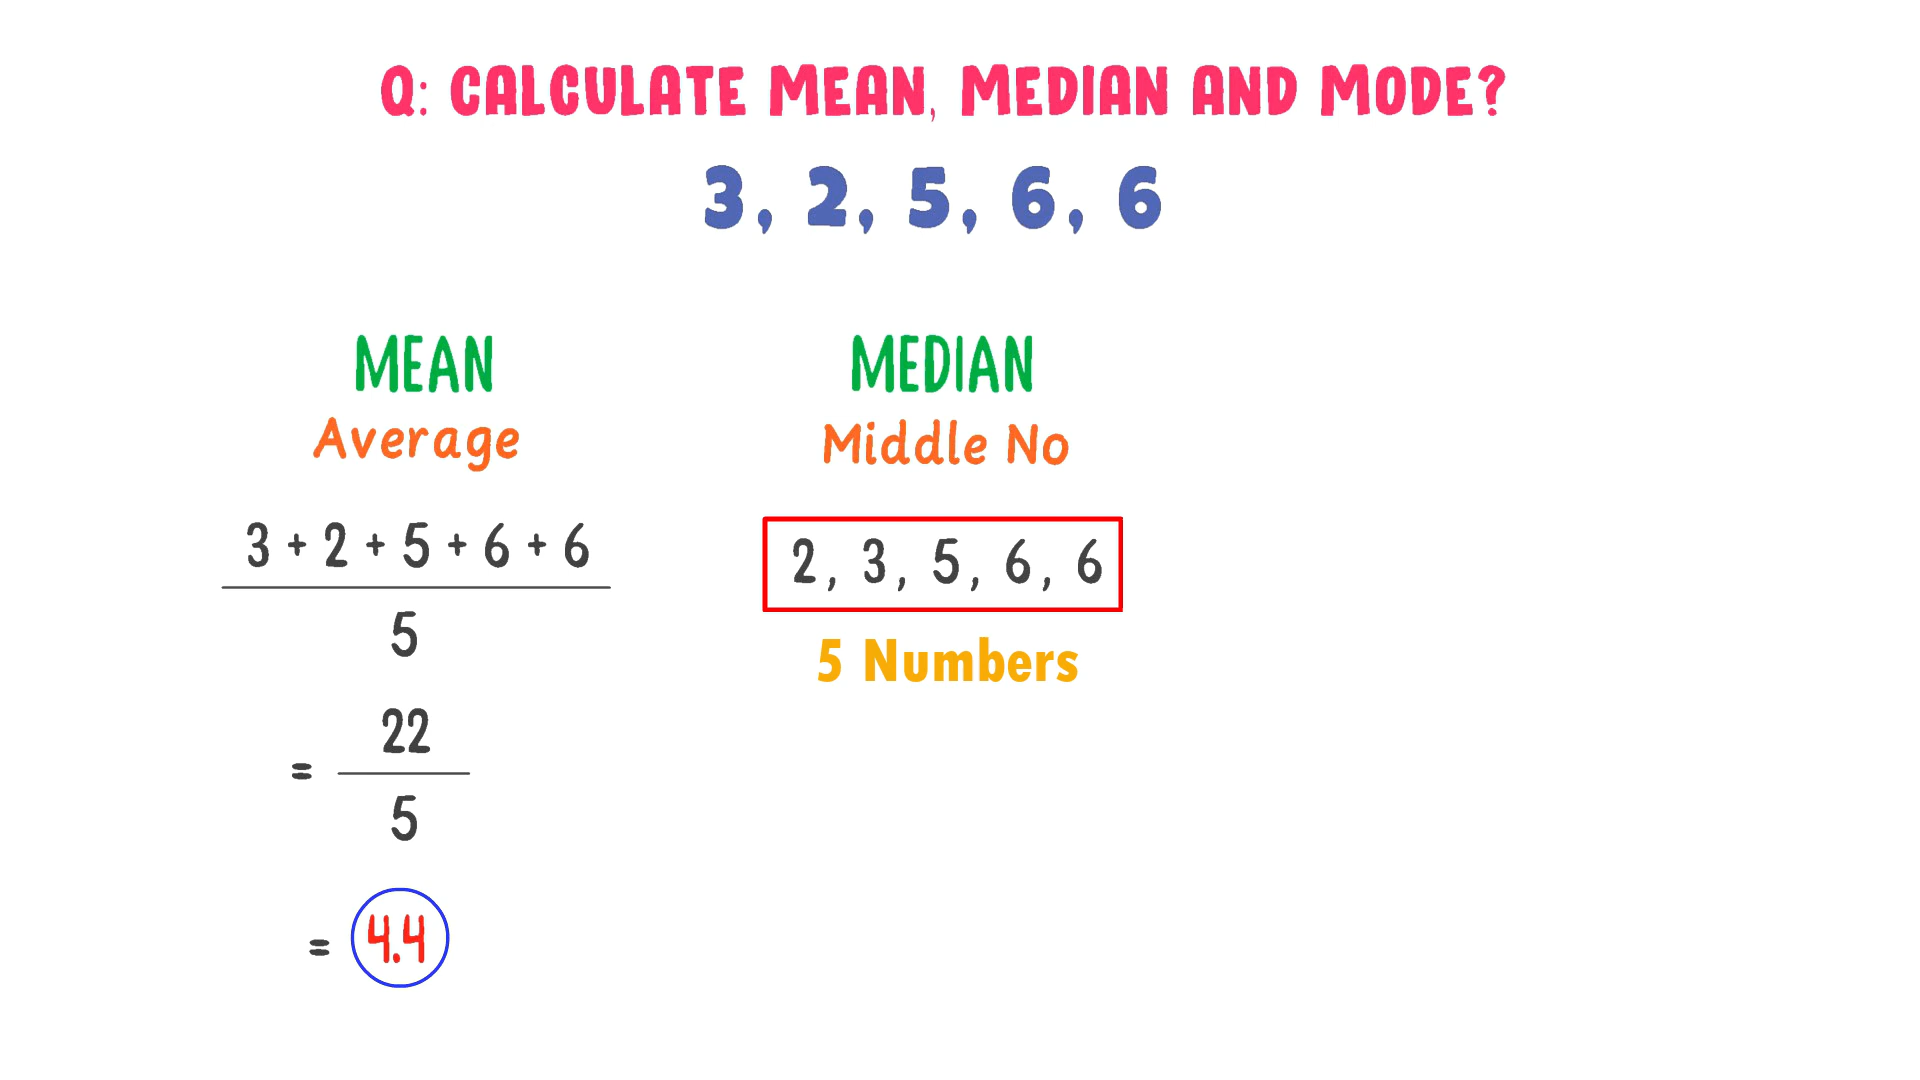 Q: CALCULATE MEAN, MEDIAN AND MODE?
3, 2, 5, 6, 6
MEAN
Average
3 + 2 + 5 + 6 + 6
5
= 22
5
= 4.4
MEDIAN
Middle No
2, 3, 5, 6, 6
5 Numbers